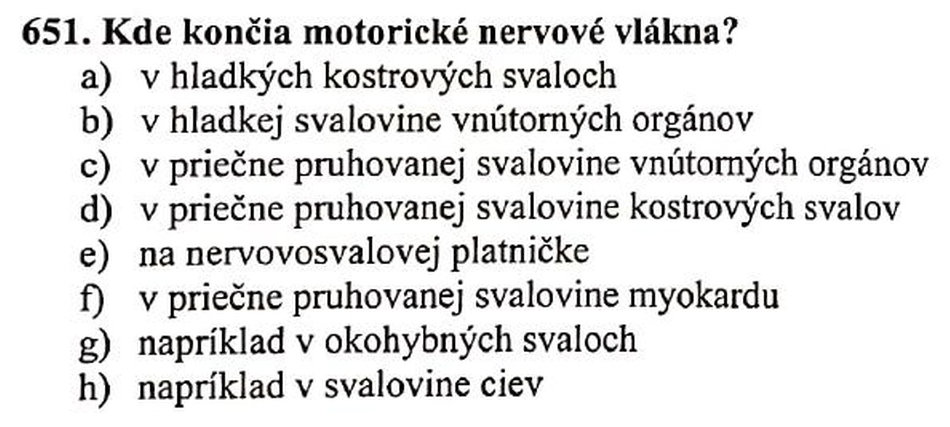 651. Kde končia motorické nervové vlákna?
a) v hladkých kostrových svaloch
b) v hladkej svalovine vnútorných orgánov
c) v priečne pruhovanej svalovine vnútorných orgánov
d) v priečne pruhovanej svalovine kostrových svalov
e) na nervovosvalovej platničke
f) v priečne pruhovanej svalovine myokardu
g) napríklad v okohybných svaloch
h) napríklad v svalovine ciev